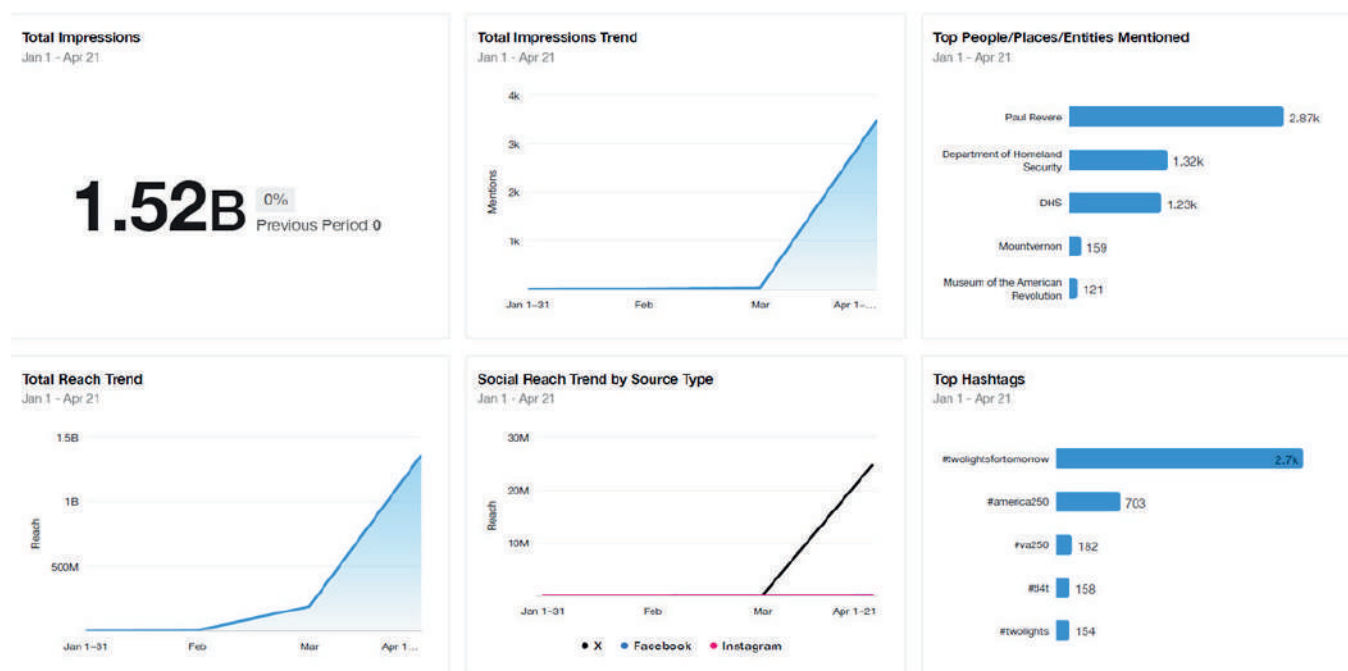 Total Impressions
Jan 1 - Apr 21
1.52B
0%
Previous Period 0
Total Impressions Trend
Jan 1 - Apr 21
4k
3k
2k
1k
Mentions
Jan 1–31
Feb
Mar
Apr 1–...
Top People/Places/Entities Mentioned
Jan 1 - Apr 21
Paul Revere
2.87k
Department of Homeland
Security
1.32k
DHS
1.23k
Mountvernon
159
Museum of the American
Revolution
121
Total Reach Trend
Jan 1 - Apr 21
1.5B
1B
500M
Reach
Jan 1–31
Feb
Mar
Apr 1...
Social Reach Trend by Source Type
Jan 1 - Apr 21
30M
20M
10M
Reach
Jan 1–31
Feb
Mar
Apr 1–21
X
Facebook
Instagram
Top Hashtags
Jan 1 - Apr 21
#twolightsfortomorrow
2.7k
#america250
703
#va250
182
#tl4t
158
#twolights
154